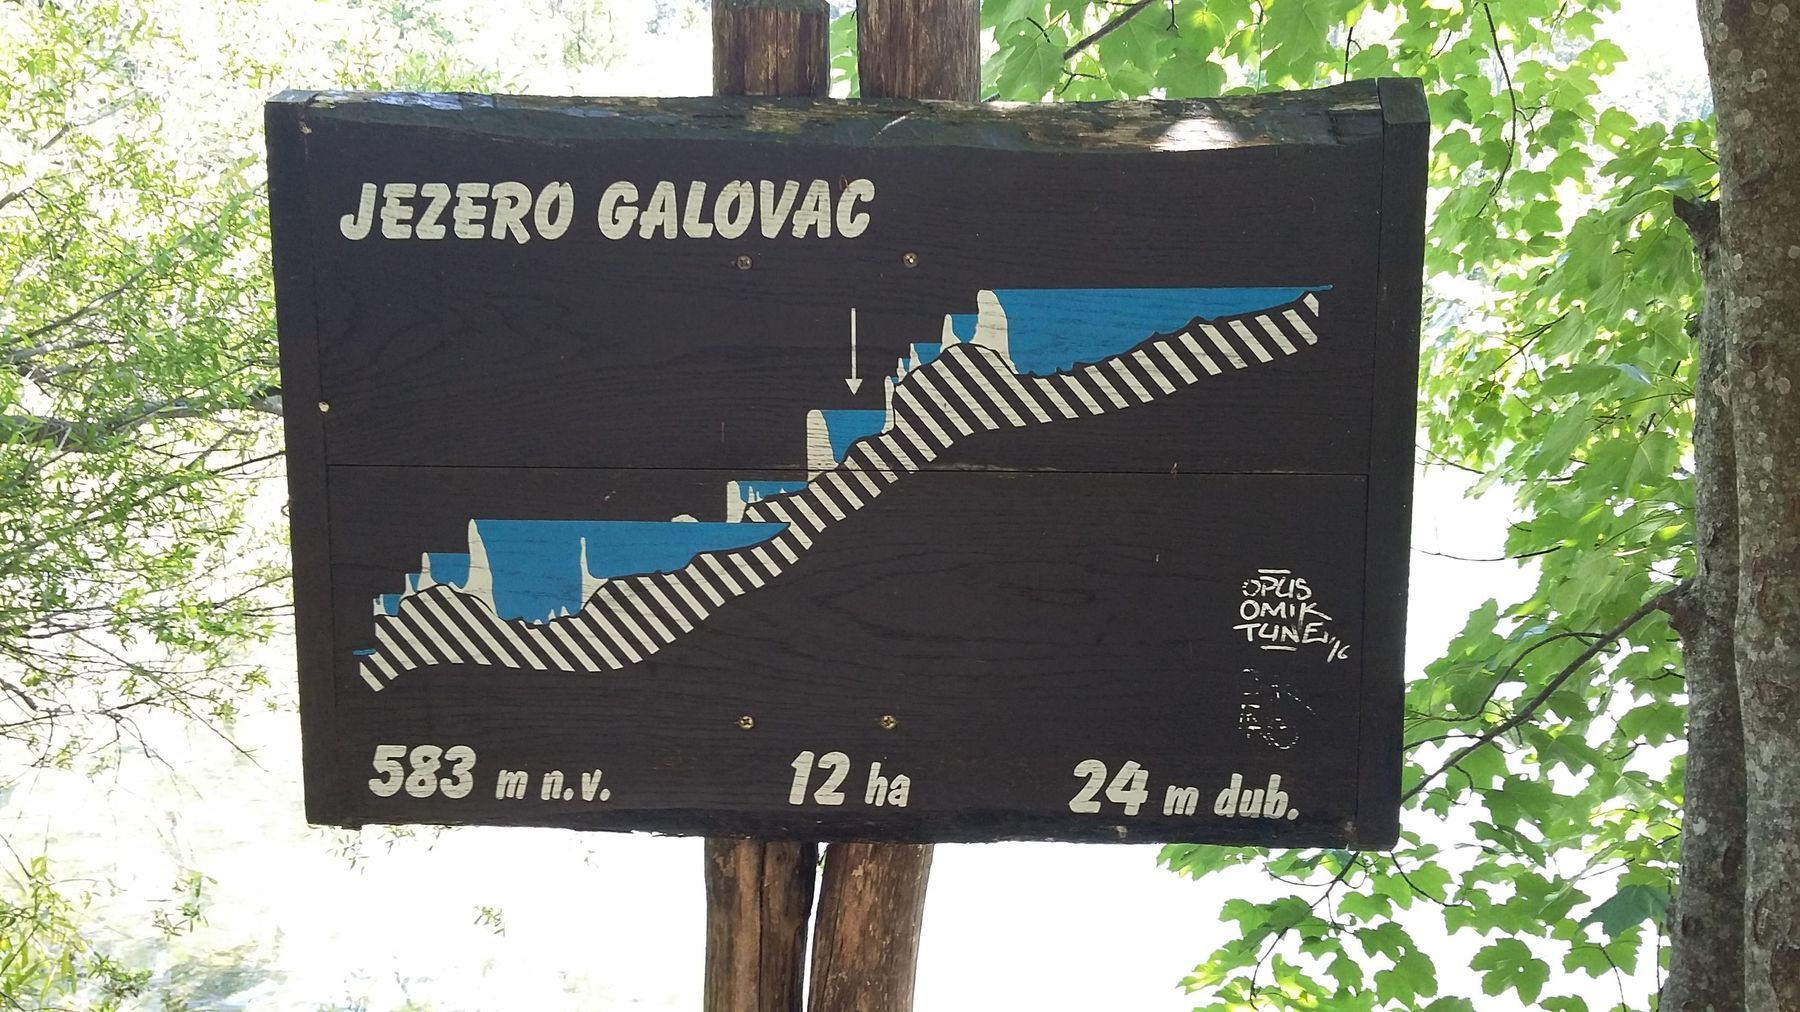 JEZERO GALOVAC
OPUS
OMIK
TUNE
583 m n.v. 12 ha 24 m dub.